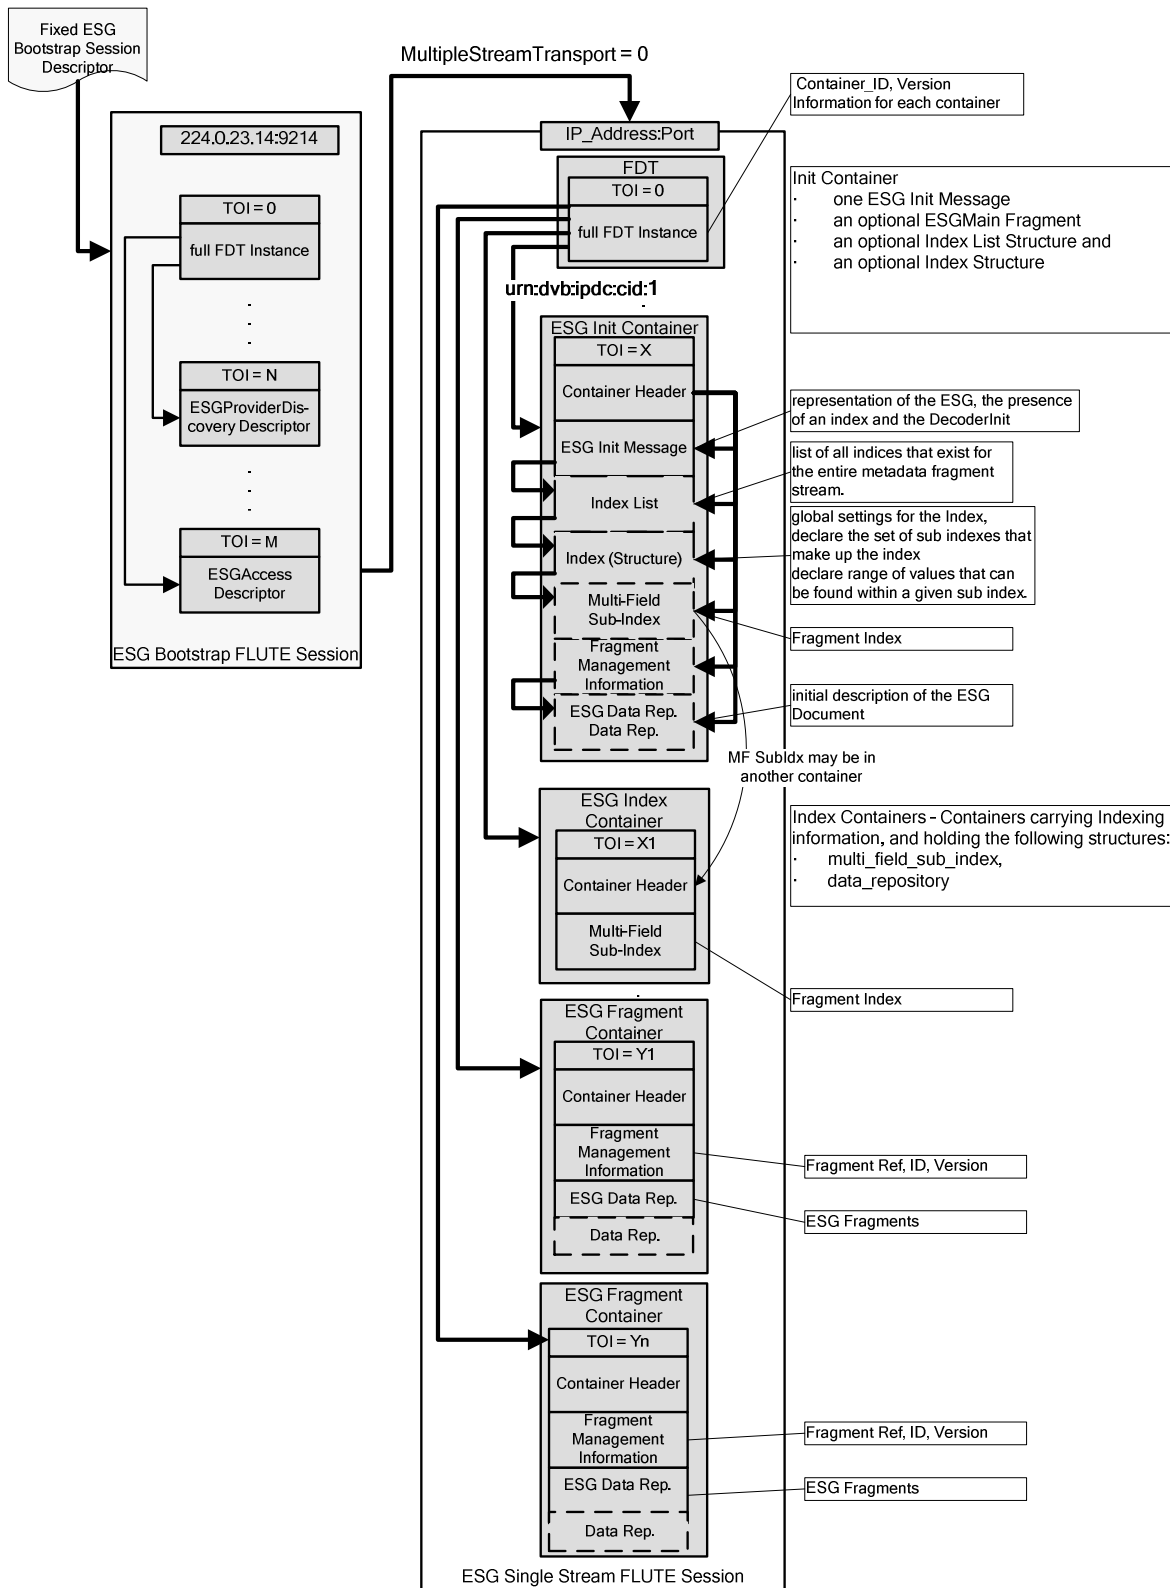 Fixed ESG
Bootstrap Session
Descriptor
MultipleStreamTransport = 0
224.0.23.14:9214
TOI = 0
full FDT Instance
TOI = N
ESGProviderDis-
covery Descriptor
TOI = M
ESGAccess
Descriptor
ESG Bootstrap FLUTE Session
IP_Address:Port
FDT
TOI = 0
full FDT Instance
urn:dvb:ipdc:cid:1
ESG Init Container
TOI = X
Container Header
ESG Init Message
Index List
Index (Structure)
Multi-Field
Sub-Index
Fragment
Management
Information
ESG Data Rep.
Data Rep.
MF SubIdx may be in
another container
ESG Index
Container
TOI = X1
Container Header
Multi-Field
Sub-Index
ESG Fragment
Container
TOI = Y1
Container Header
Fragment
Management
Information
ESG Data Rep.
Data Rep.
ESG Fragment
Container
TOI = Yn
Container Header
Fragment
Management
Information
ESG Data Rep.
Data Rep.
ESG Single Stream FLUTE Session
Container_ID, Version
Information for each container
Init Container
· one ESG Init Message
· an optional ESGMain Fragment
· an optional Index List Structure and
· an optional Index Structure
representation of the ESG, the presence
of an index and the DecoderInit
list of all indices that exist for
the entire metadata fragment
stream.
global settings for the Index,
declare the set of sub indexes that
make up the index
declare range of values that can
be found within a given sub index.
Fragment Index
initial description of the ESG
Document
Index Containers - Containers carrying Indexing
information, and holding the following structures:
· multi_field_sub_index,
· data_repository
Fragment Index
Fragment Ref, ID, Version
ESG Fragments
Fragment Ref, ID, Version
ESG Fragments